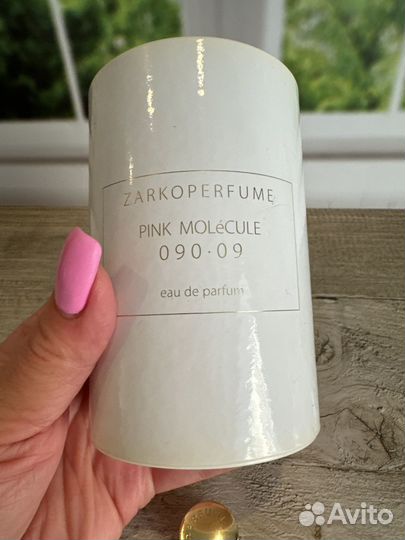 ZARKOPERFUME
PINK MOLéCULE
090·09
eau de parfum
Avito